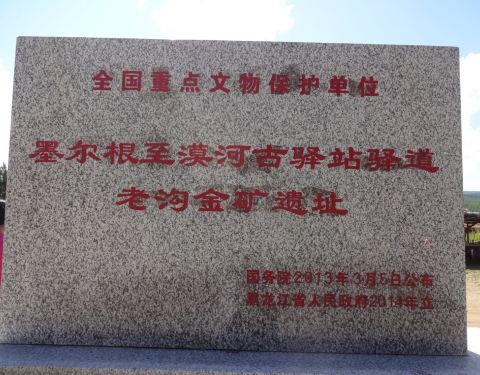 全国重点文物保护单位
墨尔根至漠河古驿站驿道
老沟金矿遗址
国务院2013年3月5日公布
黑龙江省人民政府2014年立